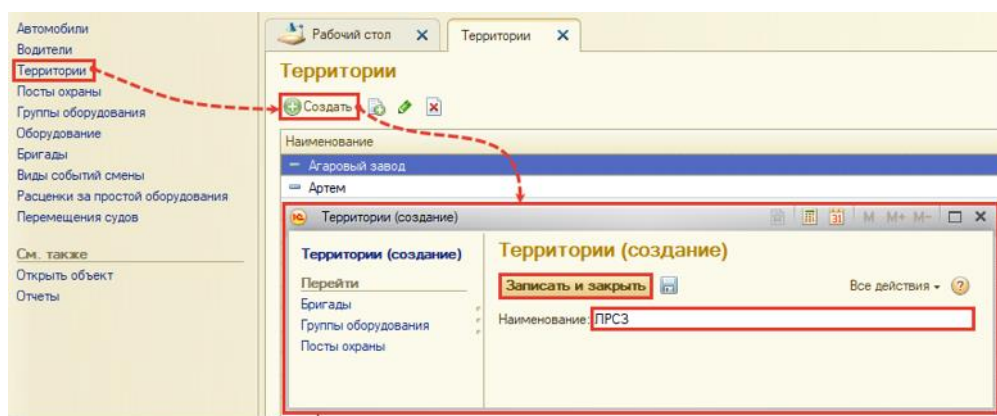 Автомобили
Водители
Территории
Посты охраны
Группы оборудования
Оборудование
Бригады
Виды событий смены
Расценки за простой оборудования
Перемещения судов
См. также
Открыть объект
Отчеты
Рабочий стол
Территории
Территории
Создать
Наименование
Агаровый завод
Артем
Территории (создание)
31 M M+ M-
Территории (создание)
Перейти
Бригады
Группы оборудования
Посты охраны
Территории (создание)
Записать и закрыть
Все действия
Наименование: ПРСЗ